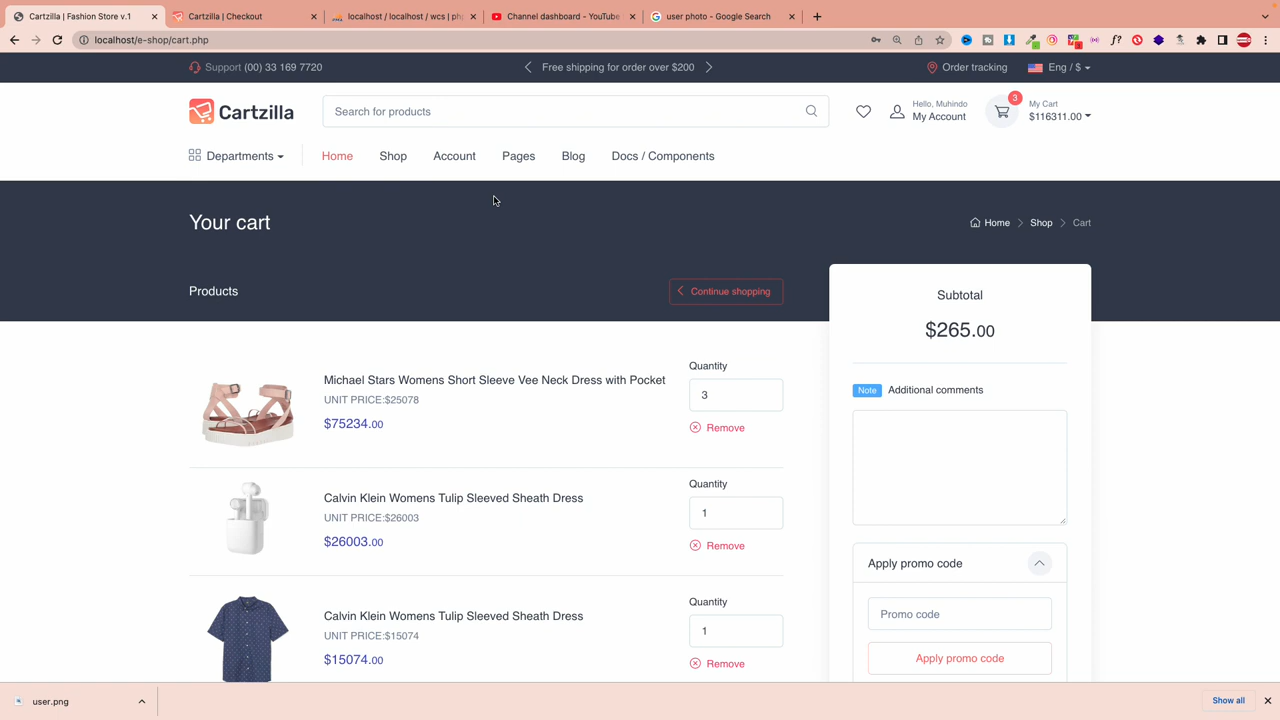 Cartzilla | Fashion Store v.1
Cartzilla | Checkout
localhost / localhost / wcs | ph
Channel dashboard - YouTube
user photo - Google Search
localhost/e-shop/cart.php
Support (00) 33 169 7720
Free shipping for order over $200
Order tracking
Eng / $
Cartzilla
Search for products
Hello, Muhindo
My Account
3
My Cart
$116311.00
Departments
Home
Shop
Account
Pages
Blog
Docs / Components
Your cart
Home
Shop
Cart
Products
Continue shopping
Subtotal
$265.00
Michael Stars Womens Short Sleeve Vee Neck Dress with Pocket
UNIT PRICE:$25078
$75234.00
Quantity
3
Remove
Note Additional comments
Calvin Klein Womens Tulip Sleeved Sheath Dress
UNIT PRICE:$26003
$26003.00
Quantity
1
Remove
Apply promo code
Promo code
Apply promo code
Calvin Klein Womens Tulip Sleeved Sheath Dress
UNIT PRICE:$15074
$15074.00
Quantity
1
Remove
user.png
Show all